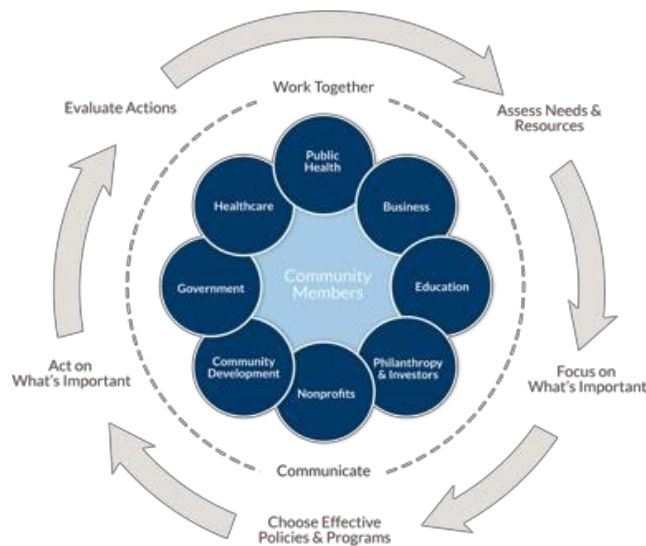 Work Together
Evaluate Actions
Assess Needs &
Resources
Public
Health
Healthcare
Business
Community
Members
Government
Education
Community
Development
Philanthropy
& Investors
Nonprofits
Act on
What's Important
Focus on
What's Important
Communicate
Choose Effective
Policies & Programs